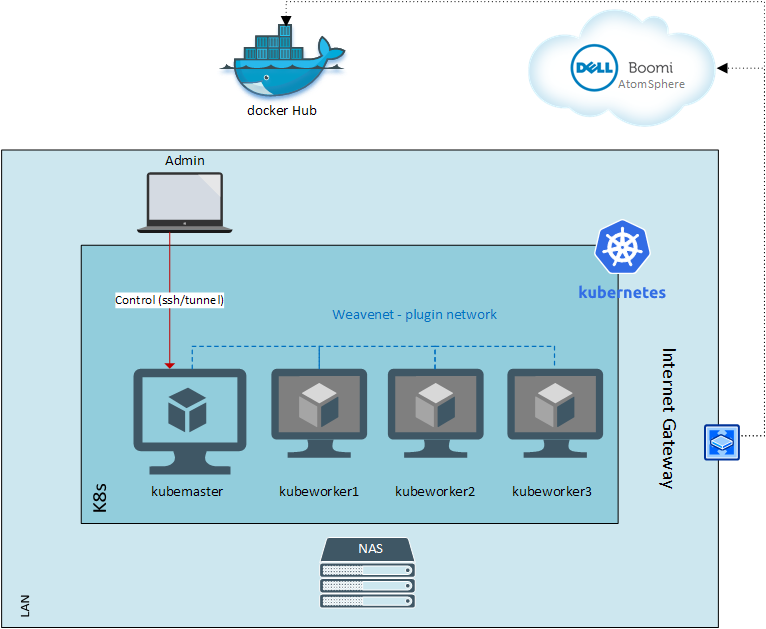 docker Hub
DELL
Boomi
AtomSphere
Admin
kubernetes
Control (ssh/tunnel)
Weavenet - plugin network
Internet Gateway
kubemaster
kubeworker1
kubeworker2
kubeworker3
K8s
NAS
LAN